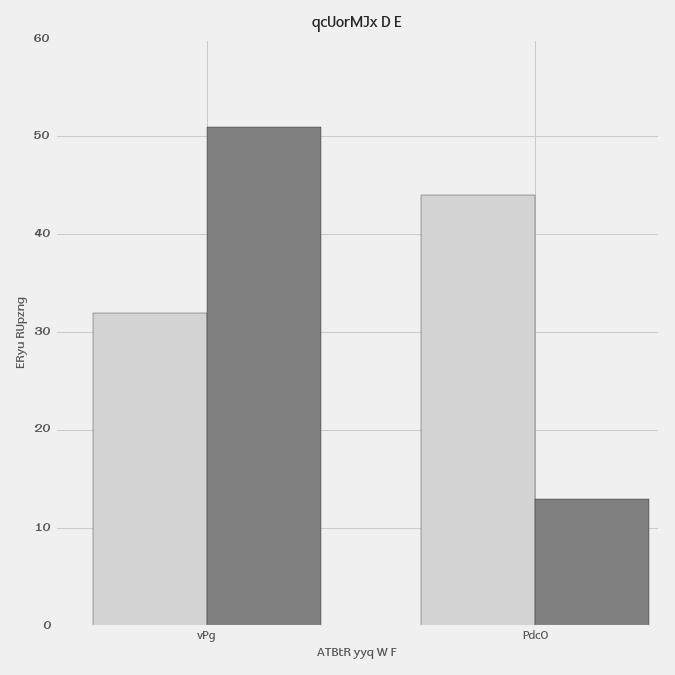 qcUorMJx D E
60
50
40
30
20
10
0
ERyu RUpzng
vPg
PdcO
ATBtR yyq W F